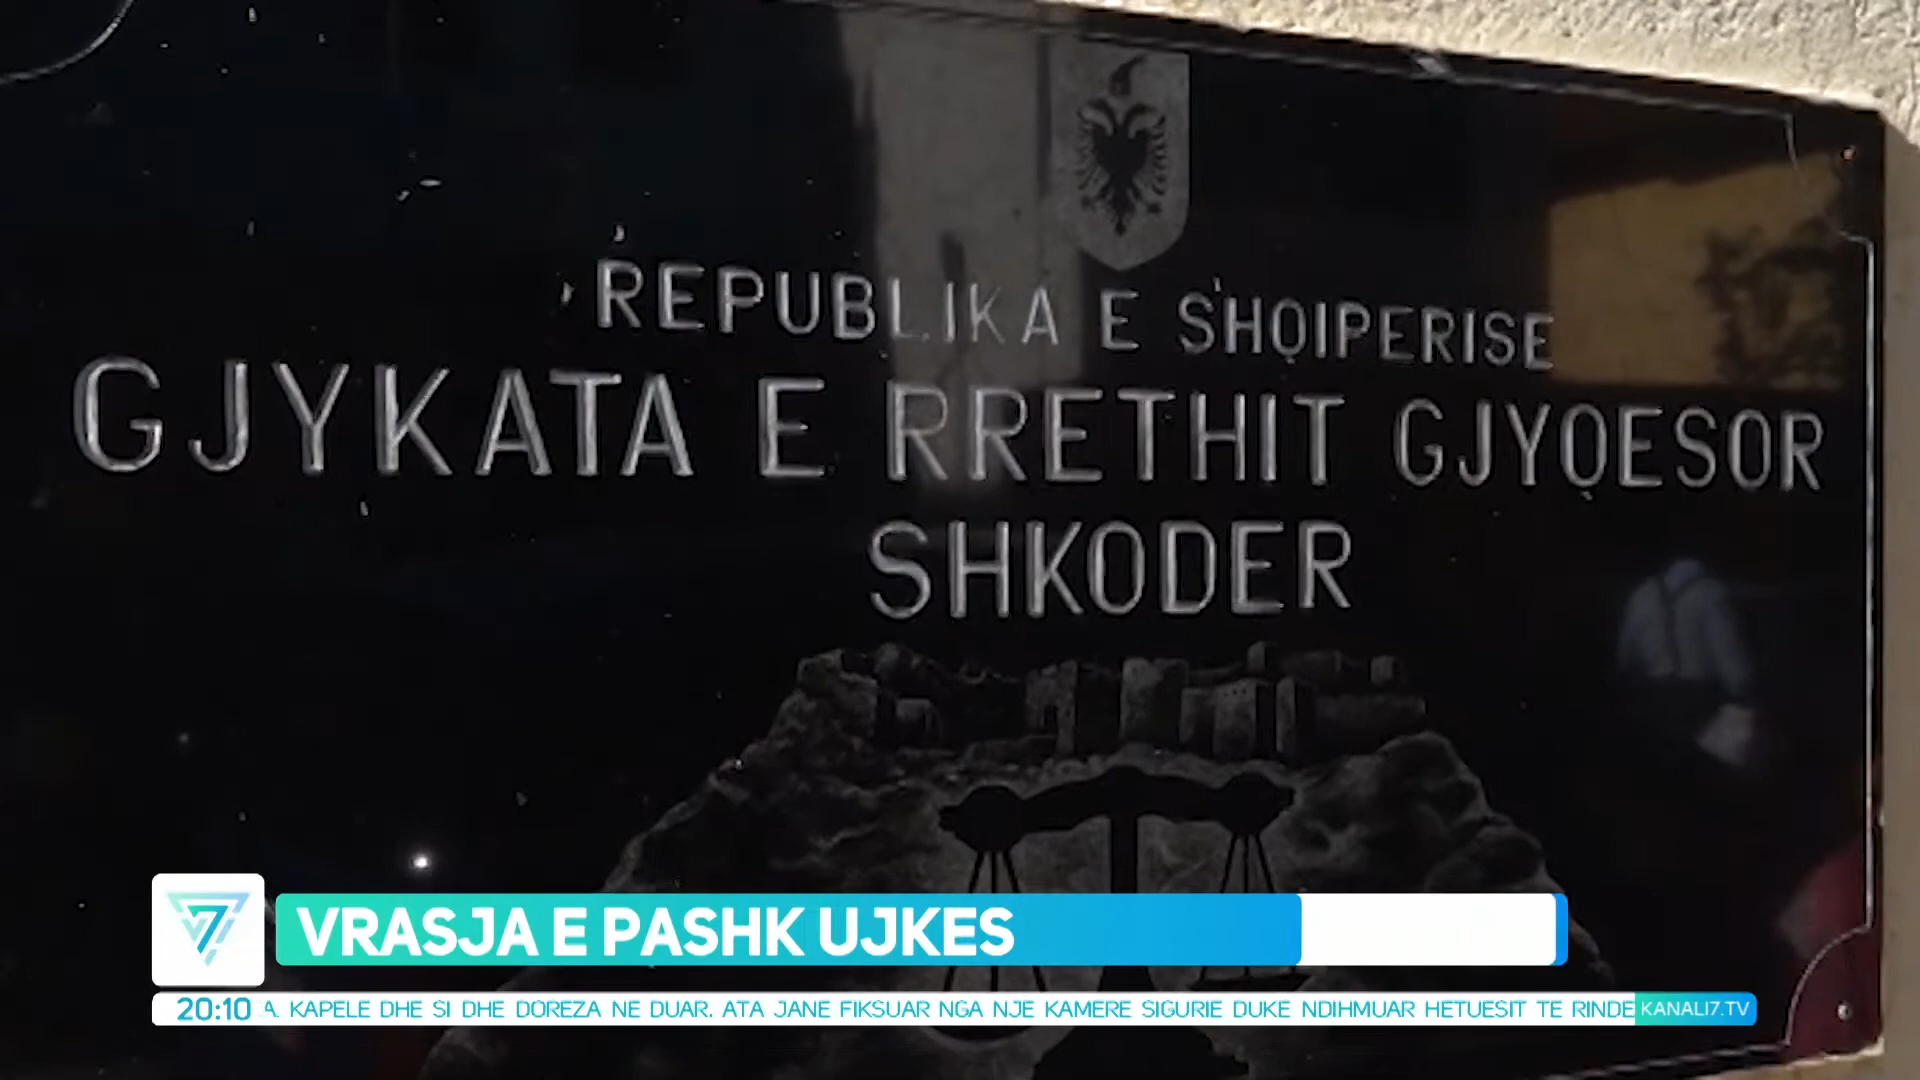 REPUBLIKA E SHQIPERISE
GJYKATA E RRETHIT GJYQESOR
SHKODER
VRASJA E PASHK UJKES
20:10 A. KAPELE DHE SI DHE DOREZA NE DUAR. ATA JANE FIKSUAR NGA NJE KAMERE SIGURIE DUKE NDIHMUAR HETUESIT TE RINDE KANALI7.TV